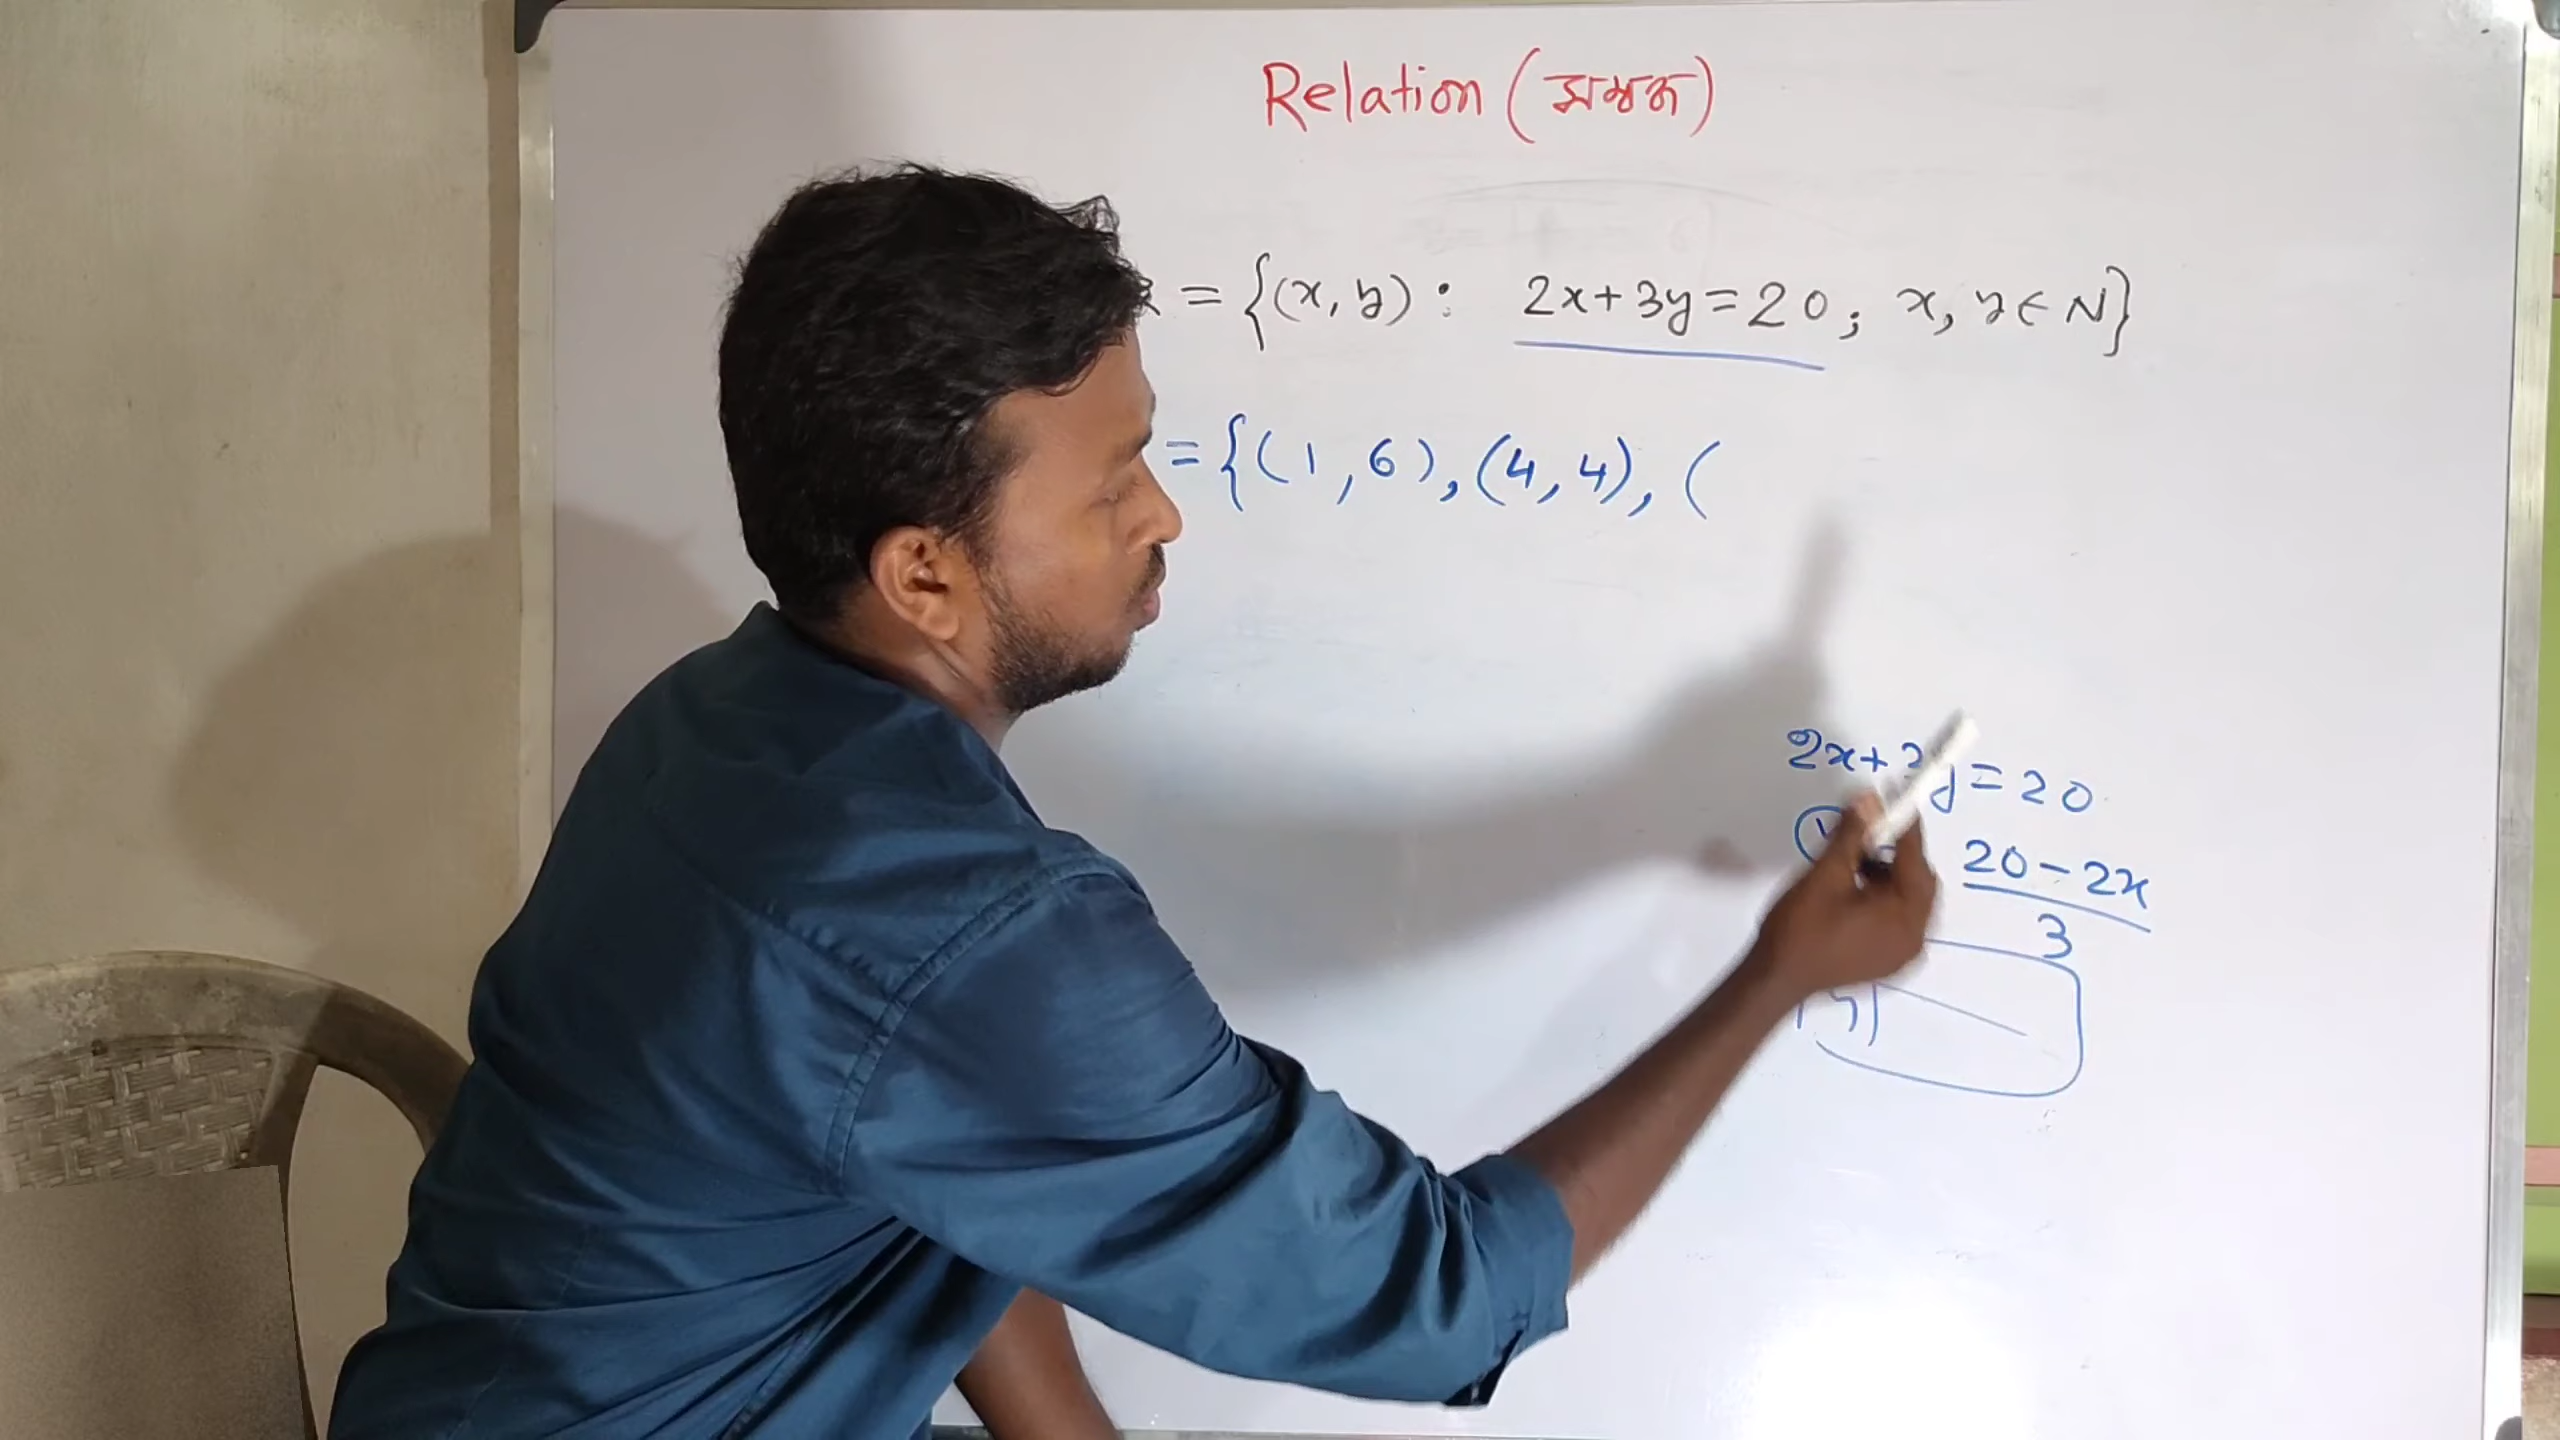 Relation (সম্বন্ধ)
= {(x, y) : 2x+3y=20; x, y ∈ N}
= {(1, 6), (4, 4), (
2x+3y=20
20-2x
3